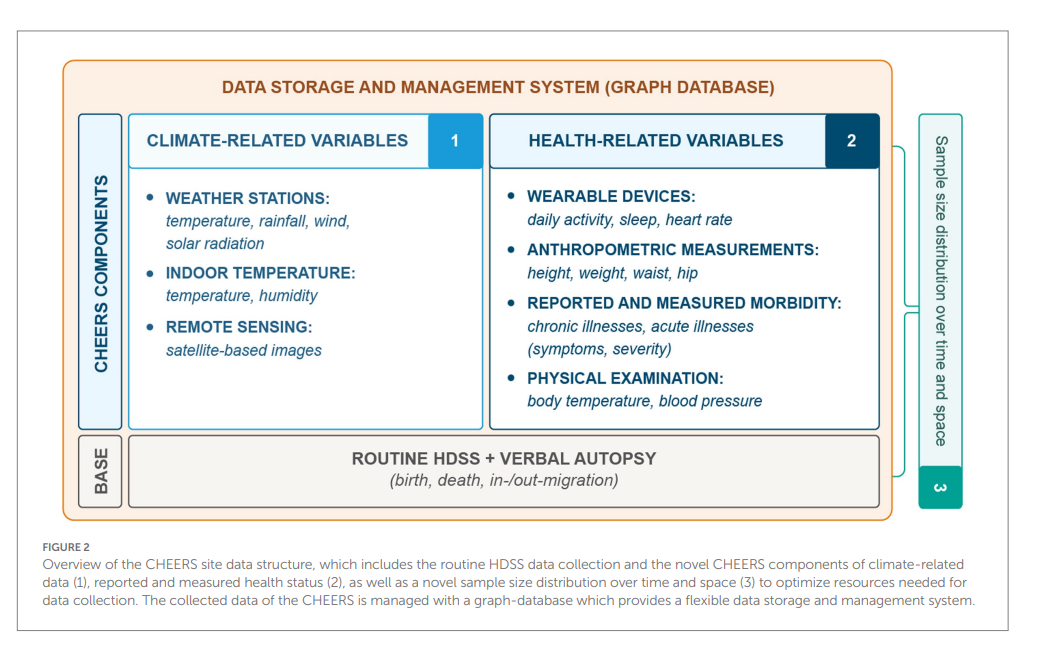 DATA STORAGE AND MANAGEMENT SYSTEM (GRAPH DATABASE)
CHEERS COMPONENTS
CLIMATE-RELATED VARIABLES
1
• WEATHER STATIONS:
temperature, rainfall, wind,
solar radiation
• INDOOR TEMPERATURE:
temperature, humidity
• REMOTE SENSING:
satellite-based images
HEALTH-RELATED VARIABLES
2
• WEARABLE DEVICES:
daily activity, sleep, heart rate
• ANTHROPOMETRIC MEASUREMENTS:
height, weight, waist, hip
• REPORTED AND MEASURED MORBIDITY:
chronic illnesses, acute illnesses
(symptoms, severity)
• PHYSICAL EXAMINATION:
body temperature, blood pressure
BASE
ROUTINE HDSS + VERBAL AUTOPSY
(birth, death, in-/out-migration)
Sample size distribution over time and space
3
FIGURE 2
Overview of the CHEERS site data structure, which includes the routine HDSS data collection and the novel CHEERS components of climate-related
data (1), reported and measured health status (2), as well as a novel sample size distribution over time and space (3) to optimize resources needed for
data collection. The collected data of the CHEERS is managed with a graph-database which provides a flexible data storage and management system.